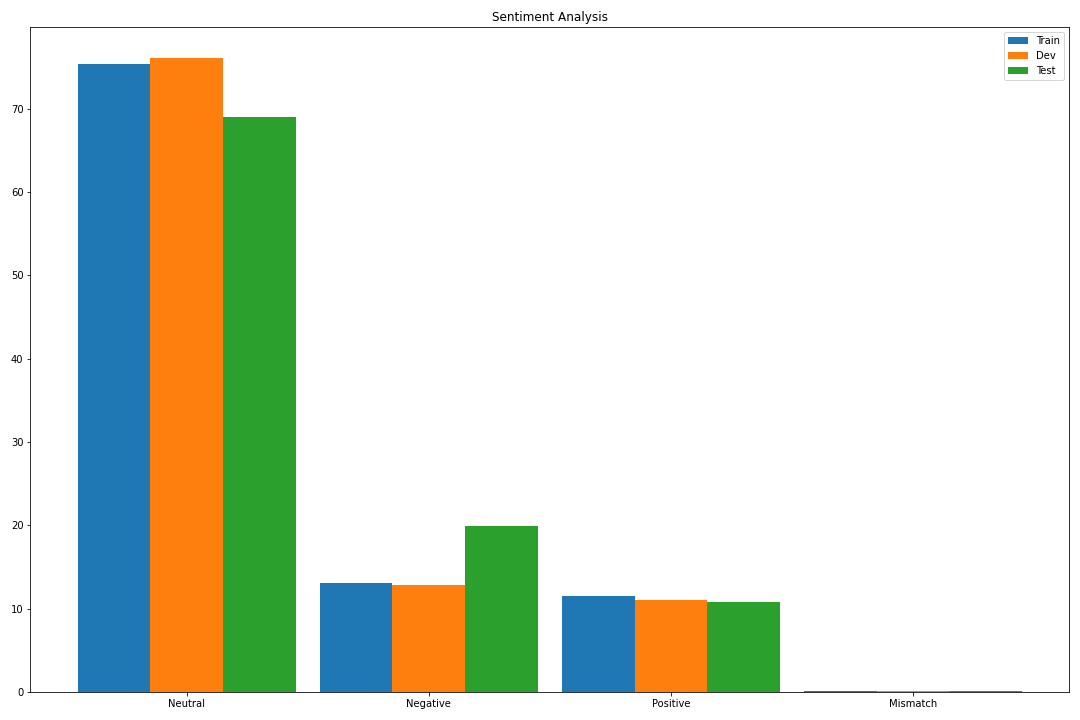 Sentiment Analysis
Train
Dev
Test
70
60
50
40
30
20
10
0
Neutral Negative Positive Mismatch